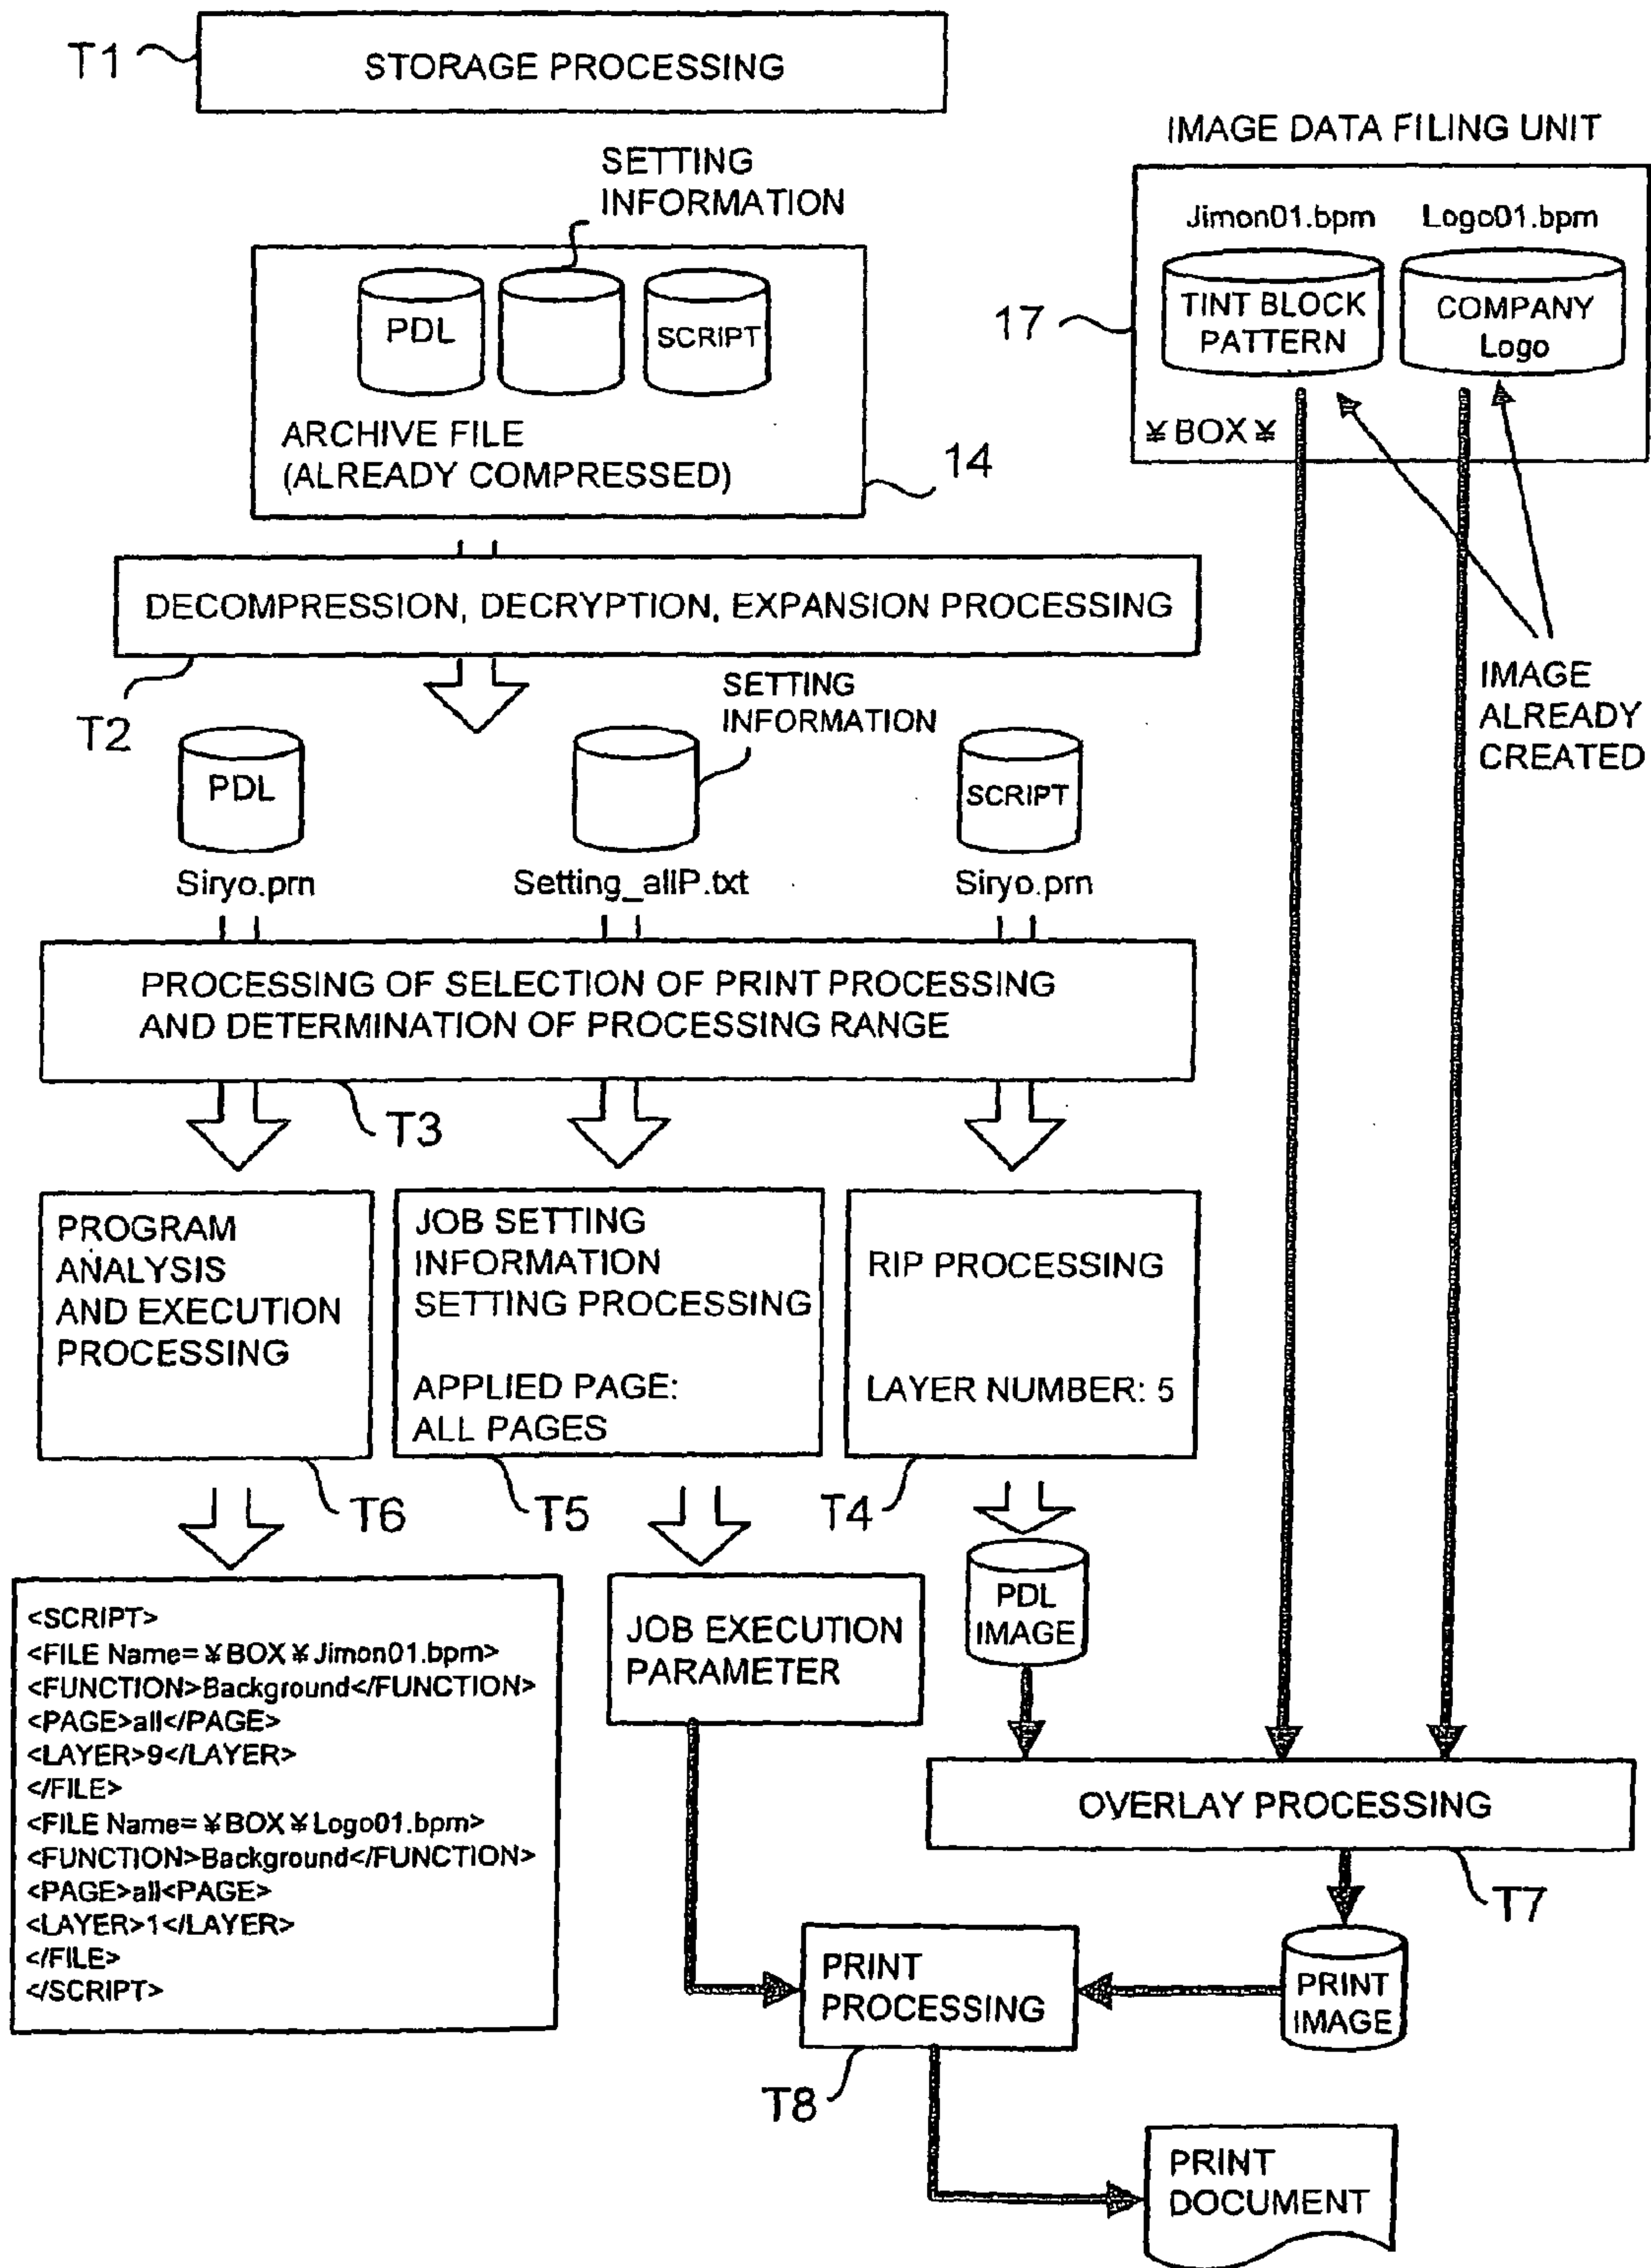 T1
STORAGE PROCESSING
SETTING
INFORMATION
PDL
SCRIPT
ARCHIVE FILE
(ALREADY COMPRESSED)
14
IMAGE DATA FILING UNIT
Jimon01.bpm
Logo01.bpm
TINT BLOCK
PATTERN
COMPANY
Logo
17
¥BOX¥
IMAGE
ALREADY
CREATED
DECOMPRESSION, DECRYPTION, EXPANSION PROCESSING
T2
SETTING
INFORMATION
PDL
SCRIPT
Siryo.prn
Setting_allP.txt
Siryo.prn
PROCESSING OF SELECTION OF PRINT PROCESSING
AND DETERMINATION OF PROCESSING RANGE
T3
PROGRAM
ANALYSIS
AND EXECUTION
PROCESSING
T6
JOB SETTING
INFORMATION
SETTING PROCESSING
APPLIED PAGE:
ALL PAGES
T5
RIP PROCESSING
LAYER NUMBER: 5
T4
<SCRIPT>
<FILE Name=¥BOX¥Jimon01.bpm>
<FUNCTION>Background</FUNCTION>
<PAGE>all</PAGE>
<LAYER>9</LAYER>
</FILE>
<FILE Name=¥BOX¥Logo01.bpm>
<FUNCTION>Background</FUNCTION>
<PAGE>all<PAGE>
<LAYER>1</LAYER>
</FILE>
</SCRIPT>
JOB EXECUTION
PARAMETER
PDL
IMAGE
OVERLAY PROCESSING
T7
PRINT
PROCESSING
T8
PRINT
IMAGE
PRINT
DOCUMENT